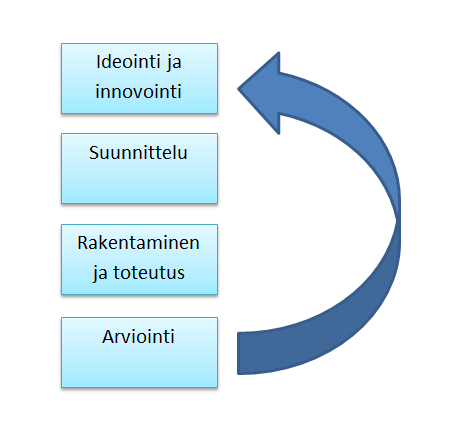 Ideointi ja
innovointi
Suunnittelu
Rakentaminen
ja toteutus
Arviointi